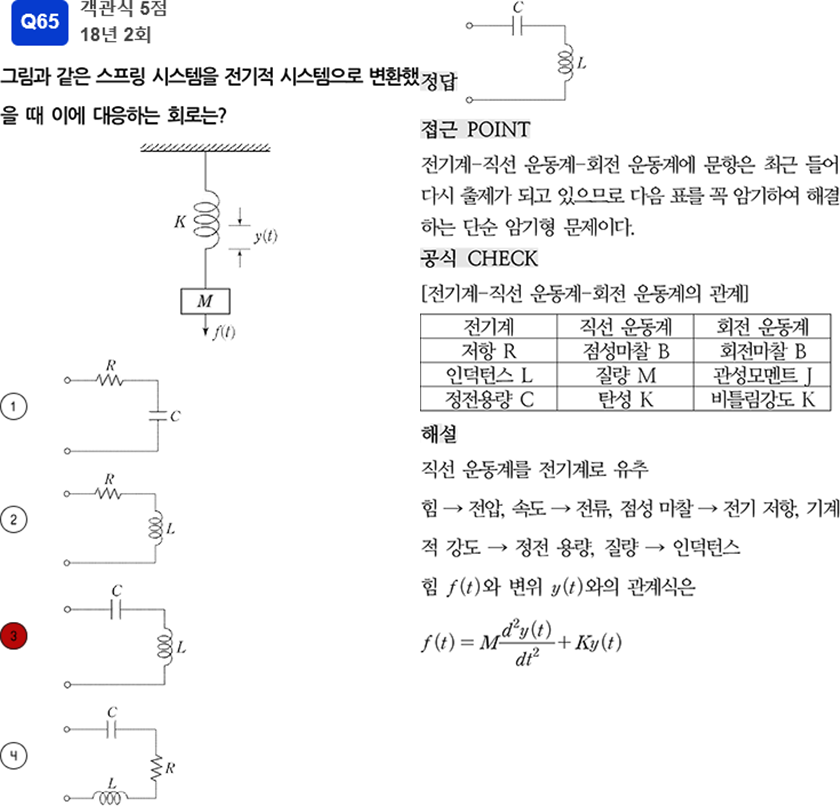 Q65
객관식 5점
18년 2회
그림과 같은 스프링 시스템을 전기적 시스템으로 변환했
을 때 이에 대응하는 회로는?
K
y(t)
M
f(t)
1
R
C
2
R
L
3
C
L
4
C
R
L
C
L
정답
접근 POINT
전기계-직선 운동계-회전 운동계에 문항은 최근 들어
다시 출제가 되고 있으므로 다음 표를 꼭 암기하여 해결
하는 단순 암기형 문제이다.
공식 CHECK
[전기계-직선 운동계-회전 운동계의 관계]
전기계 직선 운동계 회전 운동계
저항 R 점성마찰 B 회전마찰 B
인덕턴스 L 질량 M 관성모멘트 J
정전용량 C 탄성 K 비틀림강도 K
해설
직선 운동계를 전기계로 유추
힘 → 전압, 속도 → 전류, 점성 마찰 → 전기 저항, 기계
적 강도 → 정전 용량, 질량 → 인덕턴스
힘 f(t)와 변위 y(t)와의 관계식은
f(t) = M d²y(t)/dt² + Ky(t)